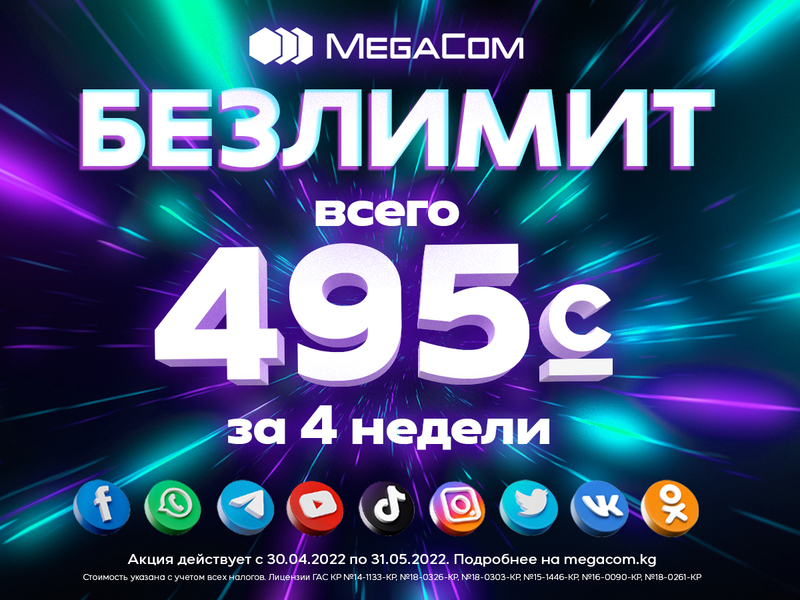 MEGACOM
БЕЗЛИМИТ
всего
495с
за 4 недели
Акция действует с 30.04.2022 по 31.05.2022. Подробнее на megacom.kg
Стоимость указана с учетом всех налогов. Лицензии ГАС КР №14-1133-КР, №18-0326-КР, №18-0303-КР, №15-1446-КР, №16-0090-КР, №18-0261-КР